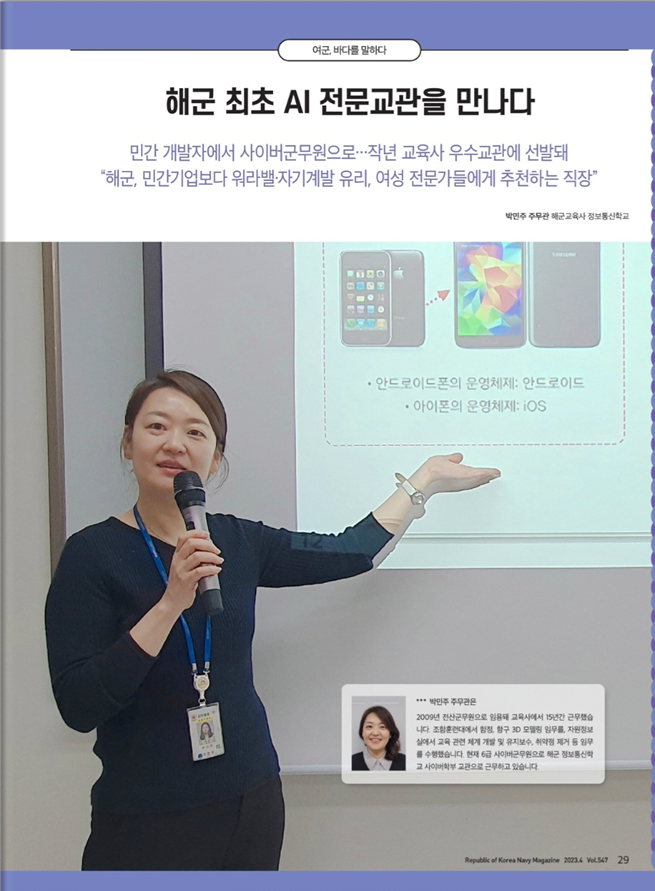 여군, 바다를 말하다
해군 최초 AI 전문교관을 만나다
민간 개발자에서 사이버군무원으로…작년 교육사 우수교관에 선발돼
“해군, 민간기업보다 워라밸·자기계발 유리, 여성 전문가들에게 추천하는 직장”
박민주 주무관 해군교육사 정보통신학교
SAMSUNG
• 안드로이드폰의 운영체제: 안드로이드
• 아이폰의 운영체제: iOS
*** 박민주 주무관은
2009년 전산군무원으로 임용돼 교육사에서 15년간 근무했습
니다. 조함훈련대에서 함정, 항구 3D 모델링 임무를, 자원정보
실에서 교육 관련 체계 개발 및 유지보수, 취약점 제거 등 임무
를 수행했습니다. 현재 6급 사이버군무원으로 해군 정보통신학
교 사이버학부 교관으로 근무하고 있습니다.
Republic of Korea Navy Magazine 2023.4 Vol.547 29